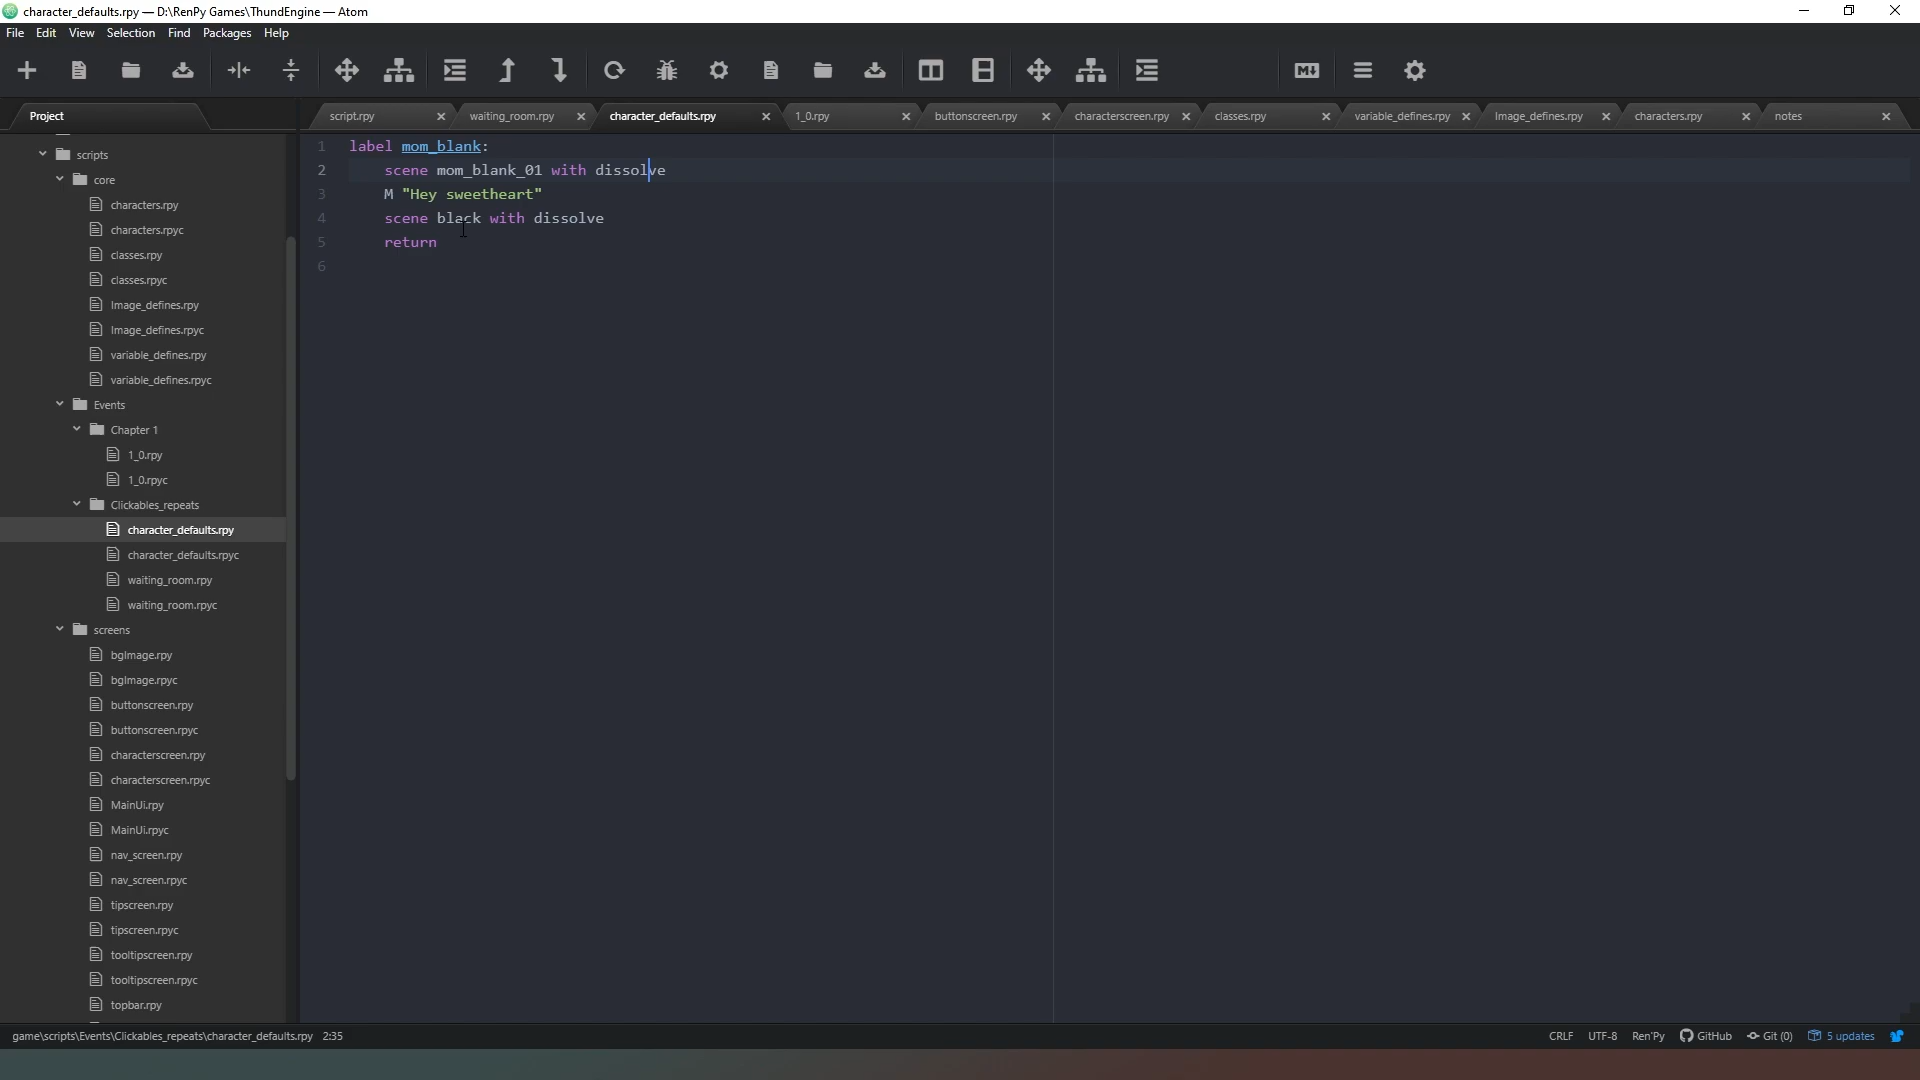 character_defaults.rpy — D:\RenPy Games\ThundEngine — Atom
File Edit View Selection Find Packages Help
Project
script.rpy waiting_room.rpy character_defaults.rpy 1_0.rpy buttonscreen.rpy characterscreen.rpy classes.rpy variable_defines.rpy Image_defines.rpy characters.rpy notes
scripts
core
characters.rpy
characters.rpyc
classes.rpy
classes.rpyc
Image_defines.rpy
Image_defines.rpyc
variable_defines.rpy
variable_defines.rpyc
Events
Chapter 1
1_0.rpy
1_0.rpyc
Clickables_repeats
character_defaults.rpy
character_defaults.rpyc
waiting_room.rpy
waiting_room.rpyc
screens
bgImage.rpy
bgImage.rpyc
buttonscreen.rpy
buttonscreen.rpyc
characterscreen.rpy
characterscreen.rpyc
MainUi.rpy
MainUi.rpyc
nav_screen.rpy
nav_screen.rpyc
tipscreen.rpy
tipscreen.rpyc
tooltipscreen.rpy
tooltipscreen.rpyc
topbar.rpy
1 label mom_blank:
2 scene mom_blank_01 with dissolve
3 M "Hey sweetheart"
4 scene black with dissolve
5 return
6
game\scripts\Events\Clickables_repeats\character_defaults.rpy 2:35
CRLF UTF-8 Ren'Py GitHub Git (0) 5 updates